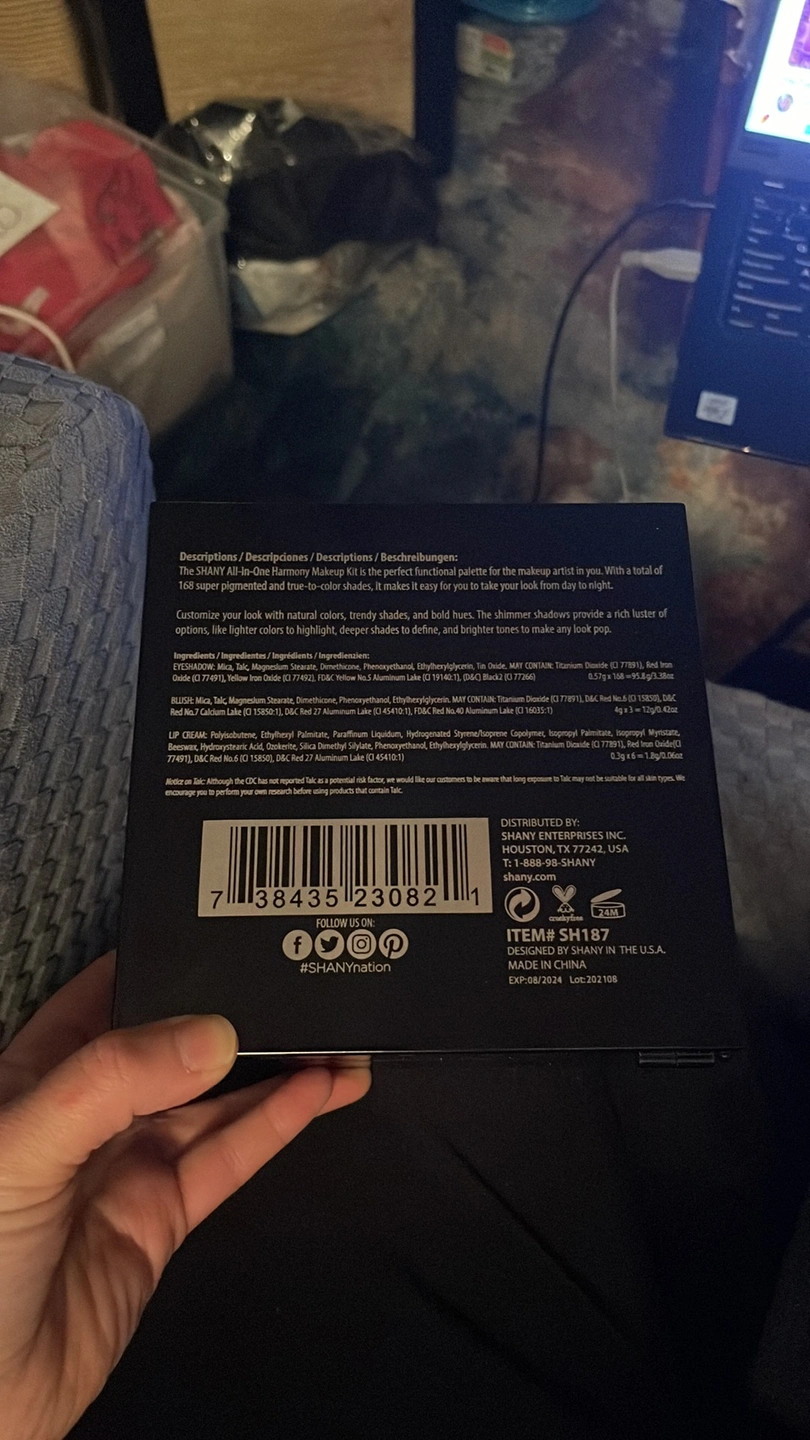 Descriptions / Descripciones / Descriptions / Beschreibungen:
The SHANY All-In-One Harmony Makeup Kit is the perfect functional palette for the makeup artist in you. With a total of
168 super pigmented and true-to-color shades, it makes it easy for you to take your look from day to night.
Customize your look with natural colors, trendy shades, and bold hues. The shimmer shadows provide a rich luster of
options, like lighter colors to highlight, deeper shades to define, and brighter tones to make any look pop.
Ingredients / Ingredientes / Ingrédients / Ingredienzien:
EYESHADOW: Mica, Talc, Magnesium Stearate, Dimethicone, Phenoxyethanol, Ethylhexylglycerin, Tin Oxide. MAY CONTAIN: Titanium Dioxide (CI 77891), Red Iron
Oxide (CI 77491), Yellow Iron Oxide (CI 77492), FD&C Yellow No.5 Aluminum Lake (CI 19140:1), (D&C) Black2 (CI 77266) 0.57g x 168 =95.8g/3.38oz
BLUSH: Mica, Talc, Magnesium Stearate, Dimethicone, Phenoxyethanol, Ethylhexylglycerin. MAY CONTAIN: Titanium Dioxide (CI 77891), D&C Red No.6 (CI 15850), D&C
Red No.7 Calcium Lake (CI 15850:1), D&C Red 27 Aluminum Lake (CI 45410:1), FD&C Red No.40 Aluminum Lake (CI 16035:1) 4g x 3 = 12g/0.42oz
LIP CREAM: Polyisobutene, Ethylhexyl Palmitate, Paraffinum Liquidum, Hydrogenated Styrene/Isoprene Copolymer, Isopropyl Palmitate, Isopropyl Myristate,
Beeswax, Hydroxystearic Acid, Ozokerite, Silica Dimethyl Silylate, Phenoxyethanol, Ethylhexylglycerin. MAY CONTAIN: Titanium Dioxide (CI 77891), Red Iron Oxide(CI
77491), D&C Red No.6 (CI 15850), D&C Red 27 Aluminum Lake (CI 45410:1) 0.3g x 6 = 1.8g/0.06oz
Notice on Talc: Although the CDC has not reported Talc as a potential risk factor, we would like our customers to be aware that long exposure to Talc may not be suitable for all skin types. We
encourage you to perform your own research before using products that contain Talc.
7 38435 23082 1
FOLLOW US ON:
#SHANYnation
DISTRIBUTED BY:
SHANY ENTERPRISES INC.
HOUSTON, TX 77242, USA
T: 1-888-98-SHANY
shany.com
crueltyfree
24M
ITEM# SH187
DESIGNED BY SHANY IN THE U.S.A.
MADE IN CHINA
EXP:08/2024 Lot:202108